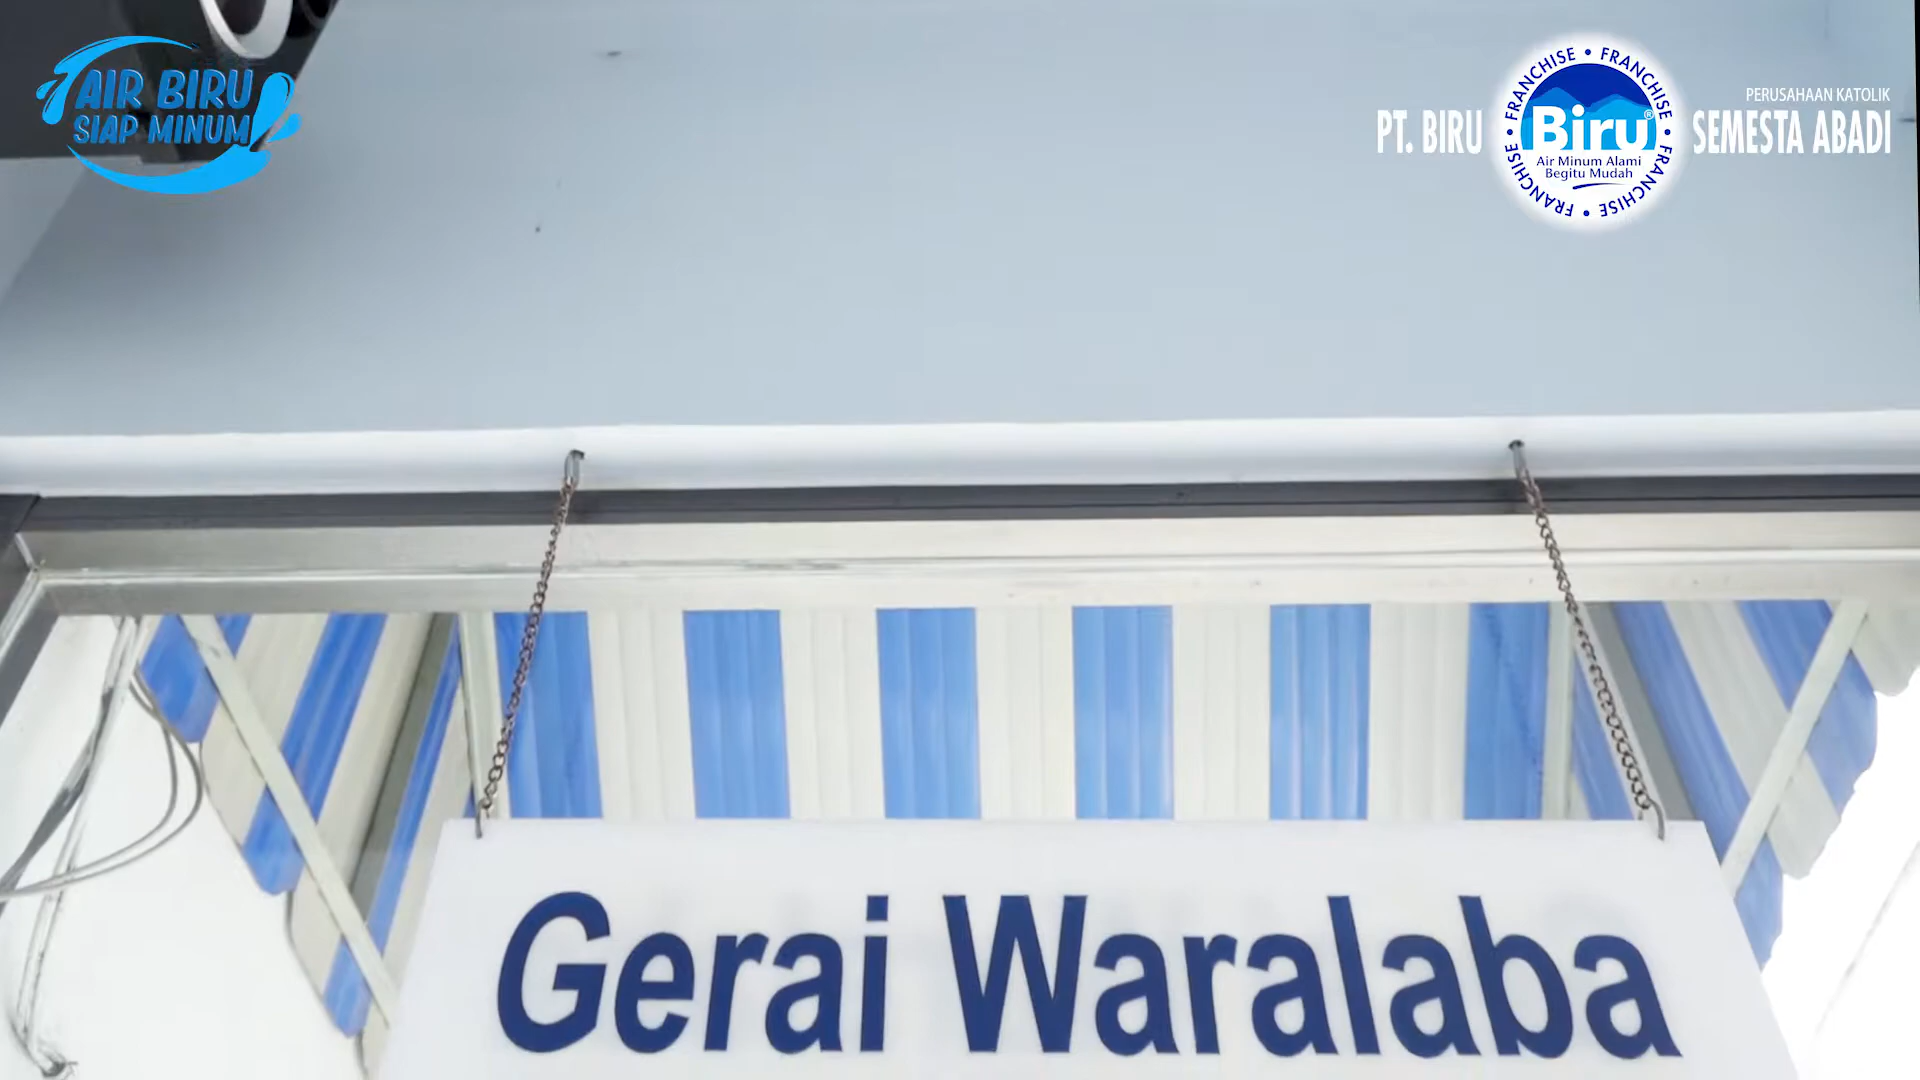 AIR BIRU
SIAP MINUM
PERUSAHAAN KATOLIK
PT. BIRU
SEMESTA ABADI
FRANCHISE • FRANCHISE • FRANCHISE • FRANCHISE •
Biru®
Air Minum Alami
Begitu Mudah
Gerai Waralaba